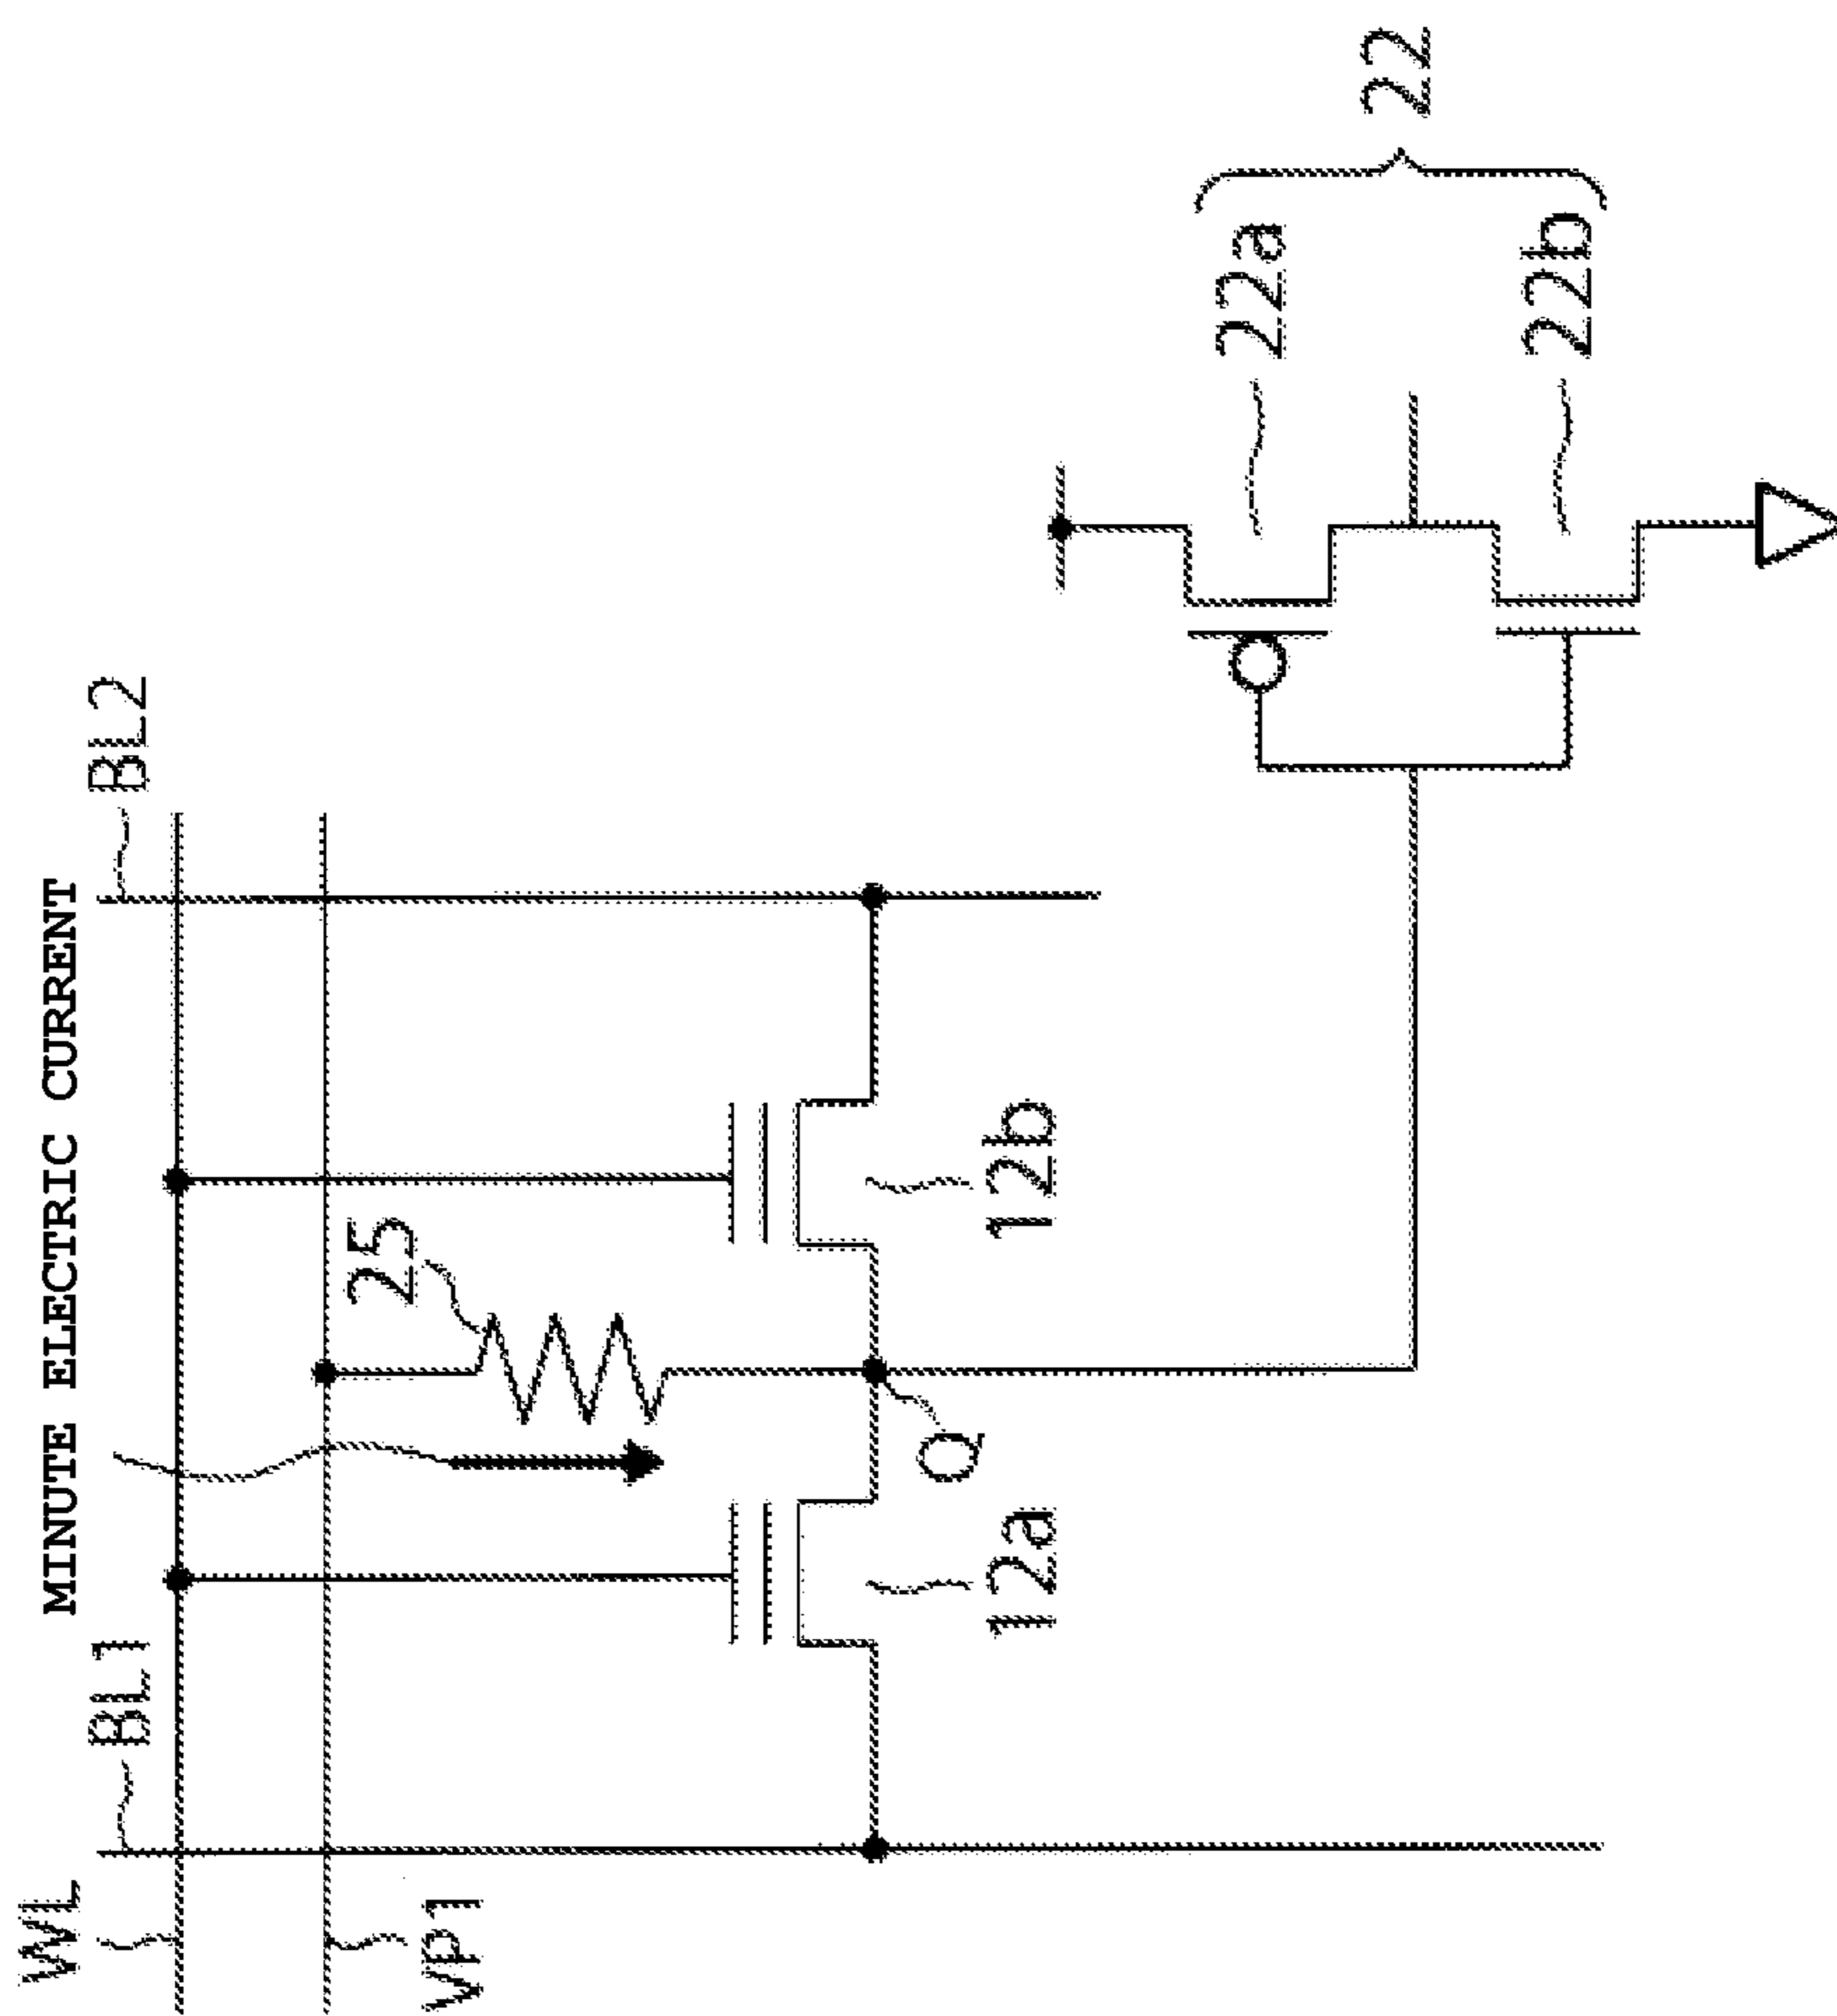 MINUTE ELECTRIC CURRENT
WL
BL1
BL2
VP1
25
Q
12a
12b
22a
22b
22